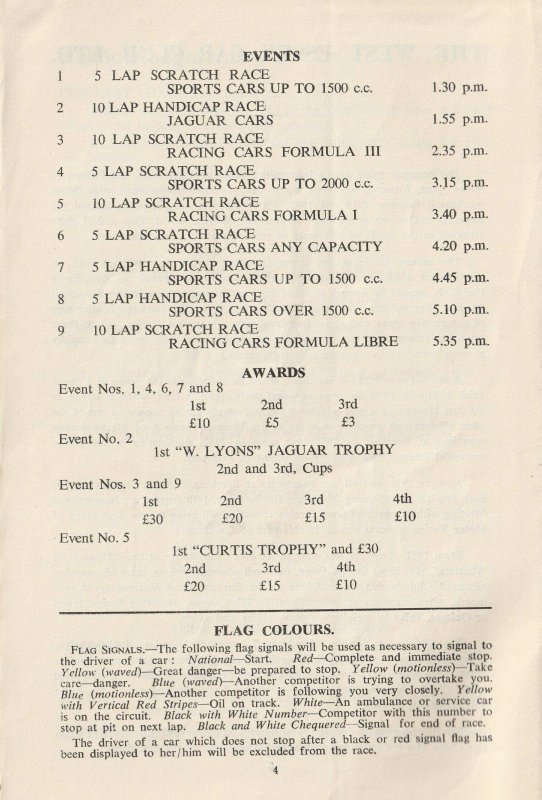 EVENTS
1 5 LAP SCRATCH RACE
SPORTS CARS UP TO 1500 c.c. 1.30 p.m.
2 10 LAP HANDICAP RACE
JAGUAR CARS 1.55 p.m.
3 10 LAP SCRATCH RACE
RACING CARS FORMULA III 2.35 p.m.
4 5 LAP SCRATCH RACE
SPORTS CARS UP TO 2000 c.c. 3.15 p.m.
5 10 LAP SCRATCH RACE
RACING CARS FORMULA I 3.40 p.m.
6 5 LAP SCRATCH RACE
SPORTS CARS ANY CAPACITY 4.20 p.m.
7 5 LAP HANDICAP RACE
SPORTS CARS UP TO 1500 c.c. 4.45 p.m.
8 5 LAP HANDICAP RACE
SPORTS CARS OVER 1500 c.c. 5.10 p.m.
9 10 LAP SCRATCH RACE
RACING CARS FORMULA LIBRE 5.35 p.m.
AWARDS
Event Nos. 1, 4, 6, 7 and 8
1st 2nd 3rd
£10 £5 £3
Event No. 2
1st “W. LYONS” JAGUAR TROPHY
2nd and 3rd, Cups
Event Nos. 3 and 9
1st 2nd 3rd 4th
£30 £20 £15 £10
Event No. 5
1st “CURTIS TROPHY” and £30
2nd 3rd 4th
£20 £15 £10
FLAG COLOURS.
FLAG SIGNALS.—The following flag signals will be used as necessary to signal to
the driver of a car : National—Start. Red—Complete and immediate stop.
Yellow (waved)—Great danger—be prepared to stop. Yellow (motionless)—Take
care—danger. Blue (waved)—Another competitor is trying to overtake you.
Blue (motionless)—Another competitor is following you very closely. Yellow
with Vertical Red Stripes—Oil on track. White—An ambulance or service car
is on the circuit. Black with White Number—Competitor with this number to
stop at pit on next lap. Black and White Chequered—Signal for end of race.
The driver of a car which does not stop after a black or red signal flag has
been displayed to her/him will be excluded from the race.
4